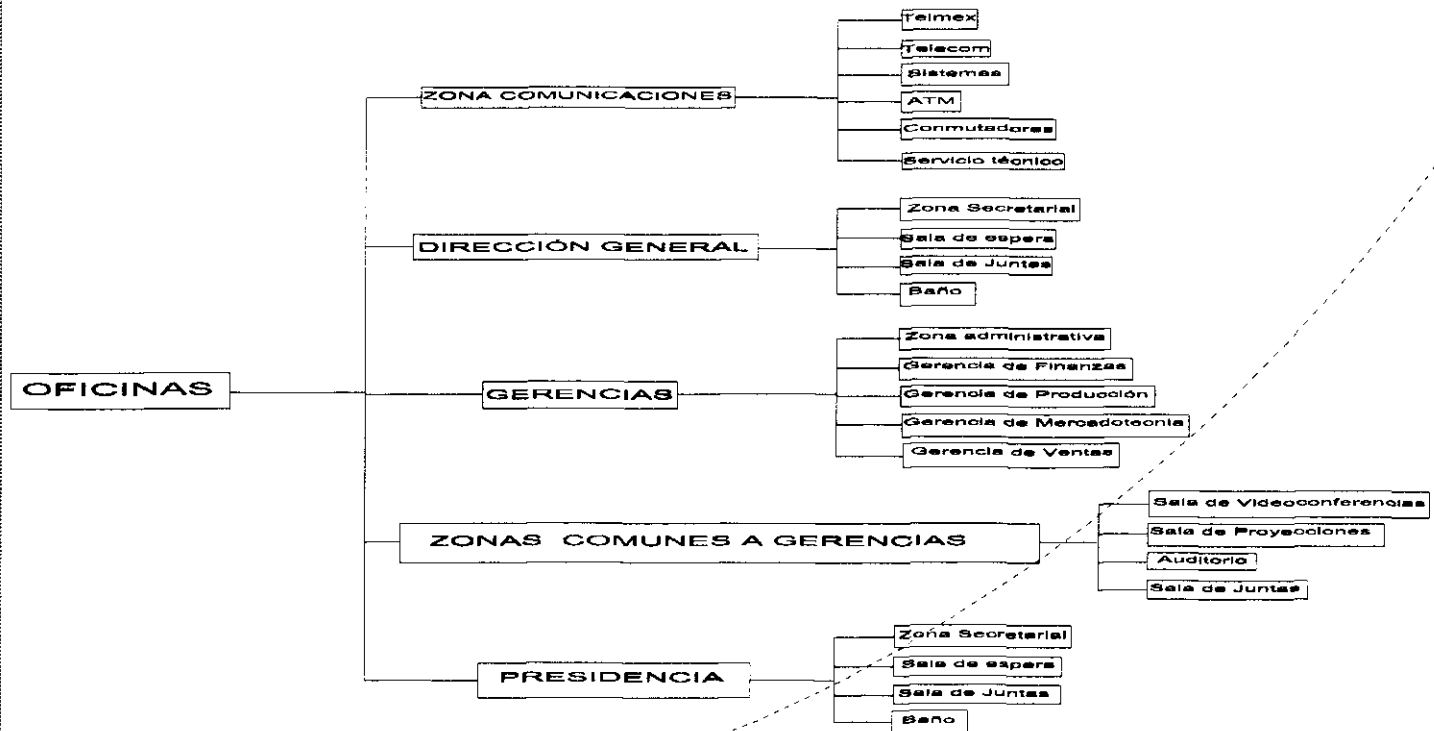 OFICINAS
ZONA COMUNICACIONES
Telmex
Telecom
Sistemas
ATM
Conmutadores
Servicio técnico
DIRECCIÓN GENERAL
Zona Secretarial
Sala de espera
Sala de Juntas
Baño
GERENCIAS
Zona administrativa
Gerencia de Finanzas
Gerencia de Producción
Gerencia de Mercadotecnia
Gerencia de Ventas
ZONAS COMUNES A GERENCIAS
Sala de Videoconferencias
Sala de Proyecciones
Auditorio
Sala de Juntas
PRESIDENCIA
Zona Secretarial
Sala de espera
Sala de Juntas
Baño